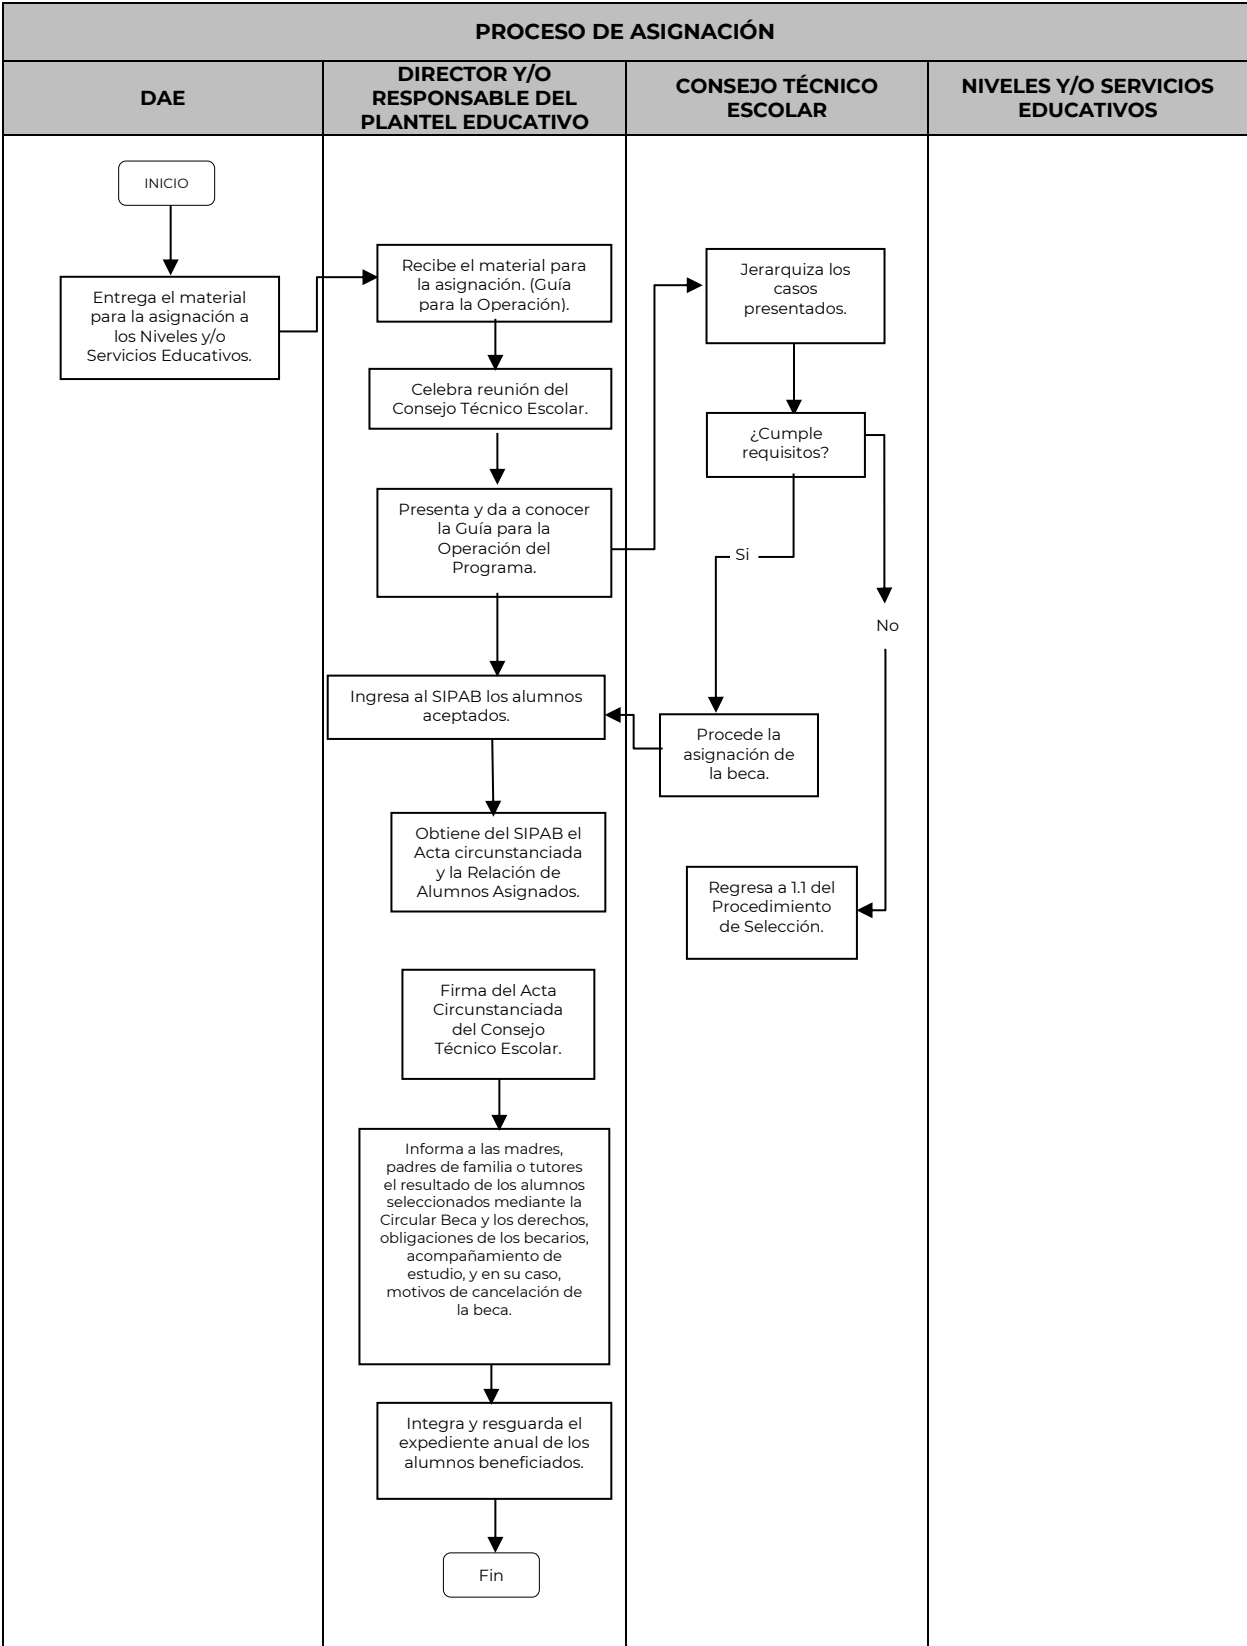 PROCESO DE ASIGNACIÓN
DAE
DIRECTOR Y/O
RESPONSABLE DEL
PLANTEL EDUCATIVO
CONSEJO TÉCNICO
ESCOLAR
NIVELES Y/O SERVICIOS
EDUCATIVOS
INICIO
Entrega el material
para la asignación a
los Niveles y/o
Servicios Educativos.
Recibe el material para
la asignación. (Guía
para la Operación).
Celebra reunión del
Consejo Técnico Escolar.
Presenta y da a conocer
la Guía para la
Operación del
Programa.
Jerarquiza los
casos
presentados.
¿Cumple
requisitos?
Si
No
Procede la
asignación de
la beca.
Regresa a 1.1 del
Procedimiento
de Selección.
Ingresa al SIPAB los alumnos
aceptados.
Obtiene del SIPAB el
Acta circunstanciada
y la Relación de
Alumnos Asignados.
Firma del Acta
Circunstanciada
del Consejo
Técnico Escolar.
Informa a las madres,
padres de familia o tutores
el resultado de los alumnos
seleccionados mediante la
Circular Beca y los derechos,
obligaciones de los becarios,
acompañamiento de
estudio, y en su caso,
motivos de cancelación de
la beca.
Integra y resguarda el
expediente anual de los
alumnos beneficiados.
Fin